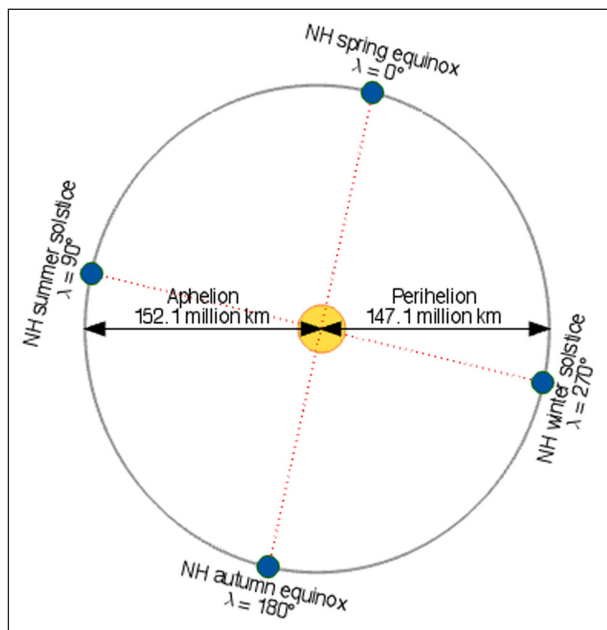 NH spring equinox
λ = 0°
NH summer solstice
λ = 90°
Aphelion
152.1 million km
Perihelion
147.1 million km
NH winter solstice
λ = 270°
NH autumn equinox
λ = 180°